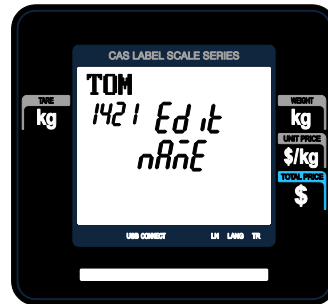 CAS LABEL SCALE SERIES
TOM
1421 Edit
nAnE
TARE
kg
WEIGHT
kg
UNIT PRICE
$/kg
TOTAL PRICE
$
USB CONNECT LN LANG TR